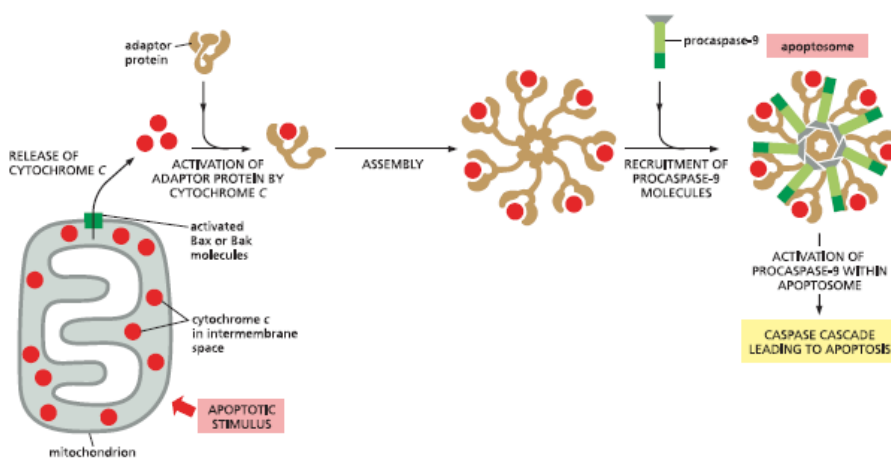 adaptor
protein
procaspase-9
apoptosome
RELEASE OF
CYTOCHROME C
ACTIVATION OF
ADAPTOR PROTEIN BY
CYTOCHROME C
ASSEMBLY
RECRUITMENT OF
PROCASPASE-9
MOLECULES
activated
Bax or Bak
molecules
cytochrome c
in intermembrane
space
ACTIVATION OF
PROCASPASE-9 WITHIN
APOPTOSOME
CASPASE CASCADE
LEADING TO APOPTOSIS
APOPTOTIC
STIMULUS
mitochondrion